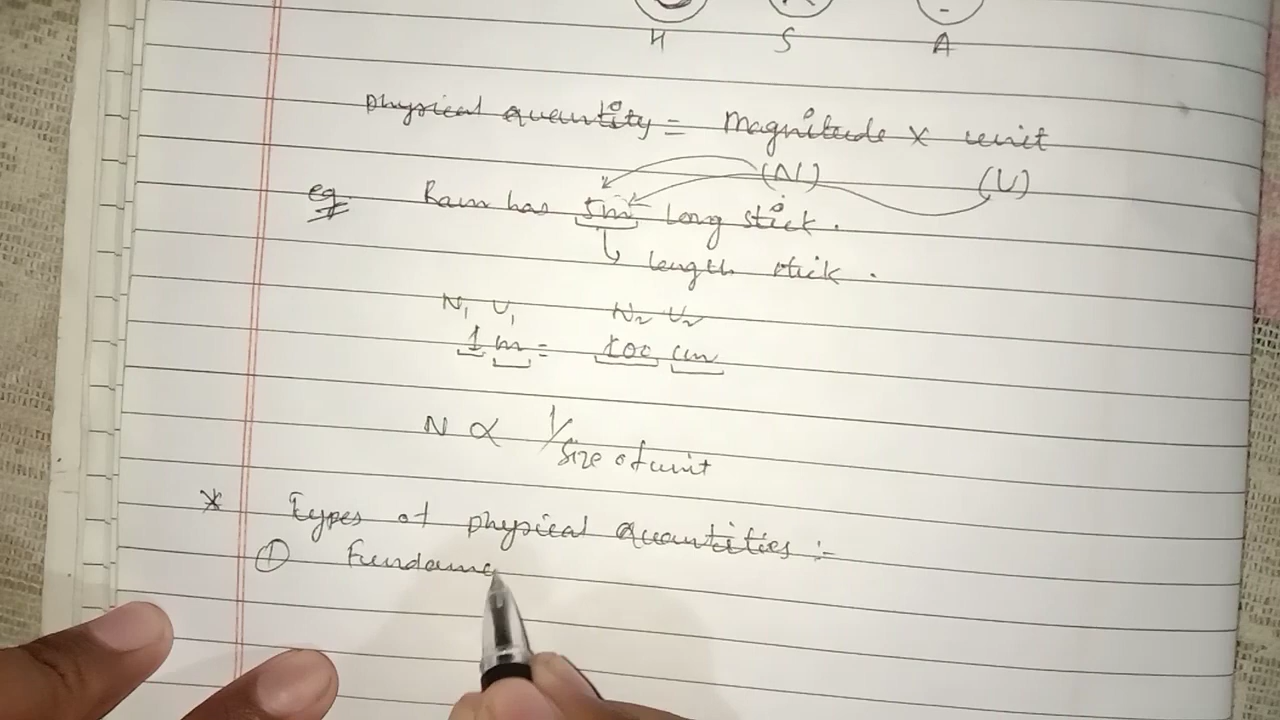 H S A
Physical quantity = Magnitude × unit
(N) (U)
eg Ram has 5m long stick.
length stick.
N₁ U₁ N₂ U₂
1 m = 100 cm
N ∝ 1/size of unit
* Types of physical quantities :-
① Fundame